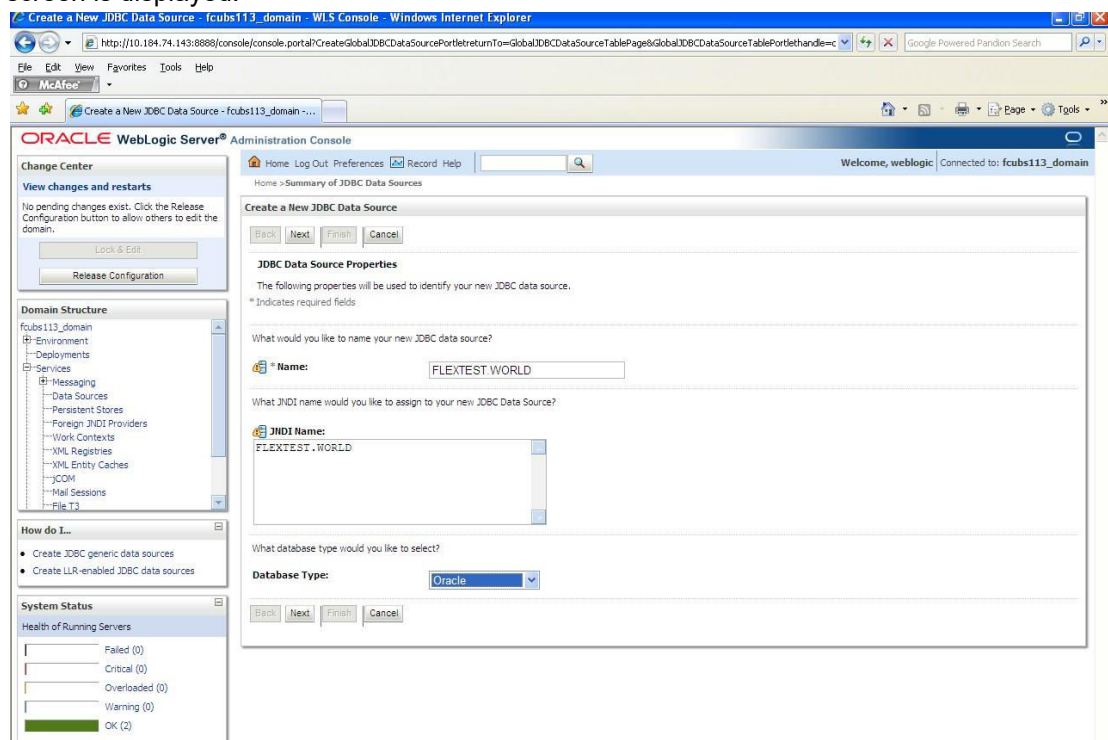 screen is displayed.
Create a New JDBC Data Source - fcubs113_domain - WLS Console - Windows Internet Explorer
http://10.184.74.143:8888/console/console.portal?CreateGlobalJDBCDataSourcePortletreturnTo=GlobalJDBCDataSourceTablePage&GlobalJDBCDataSourceTablePortlethandle=c
Google Powered Pandion Search
File Edit View Favorites Tools Help
McAfee
Create a New JDBC Data Source - fcubs113_domain -...
Page Tools
ORACLE WebLogic Server® Administration Console
Change Center
View changes and restarts
No pending changes exist. Click the Release
Configuration button to allow others to edit the
domain.
Lock & Edit
Release Configuration
Domain Structure
fcubs113_domain
Environment
Deployments
Services
Messaging
Data Sources
Persistent Stores
Foreign JNDI Providers
Work Contexts
XML Registries
XML Entity Caches
jCOM
Mail Sessions
File T3
How do I...
Create JDBC generic data sources
Create LLR-enabled JDBC data sources
System Status
Health of Running Servers
Failed (0)
Critical (0)
Overloaded (0)
Warning (0)
OK (2)
Home Log Out Preferences Record Help
Welcome, weblogic Connected to: fcubs113_domain
Home >Summary of JDBC Data Sources
Create a New JDBC Data Source
Back Next Finish Cancel
JDBC Data Source Properties
The following properties will be used to identify your new JDBC data source.
* Indicates required fields
What would you like to name your new JDBC data source?
* Name: FLEXTEST.WORLD
What JNDI name would you like to assign to your new JDBC Data Source?
JNDI Name:
FLEXTEST.WORLD
What database type would you like to select?
Database Type: Oracle
Back Next Finish Cancel